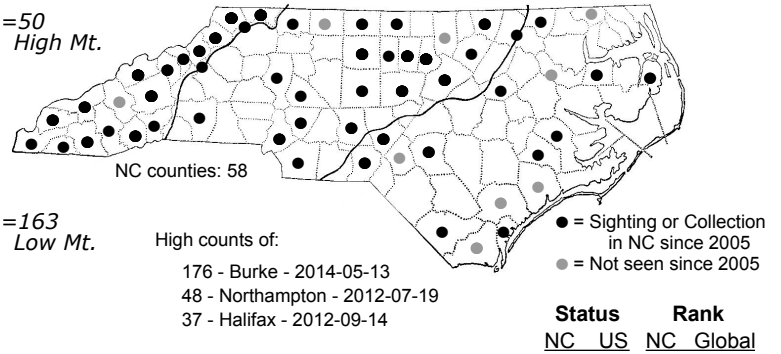 =50
High Mt.
NC counties: 58
=163
Low Mt.
High counts of:
176 - Burke - 2014-05-13
48 - Northampton - 2012-07-19
37 - Halifax - 2012-09-14
= Sighting or Collection
in NC since 2005
= Not seen since 2005
Status Rank
NC US NC Global